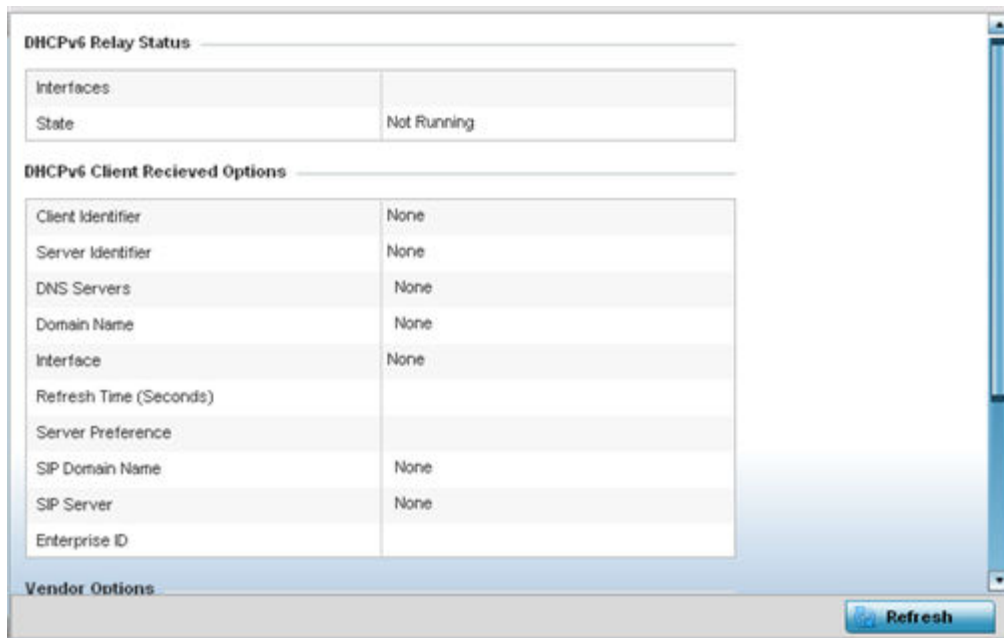 DHCPv6 Relay Status
Interfaces
State Not Running
DHCPv6 Client Recieved Options
Client Identifier None
Server Identifier None
DNS Servers None
Domain Name None
Interface None
Refresh Time (Seconds)
Server Preference
SIP Domain Name None
SIP Server None
Enterprise ID
Vendor Options
Refresh